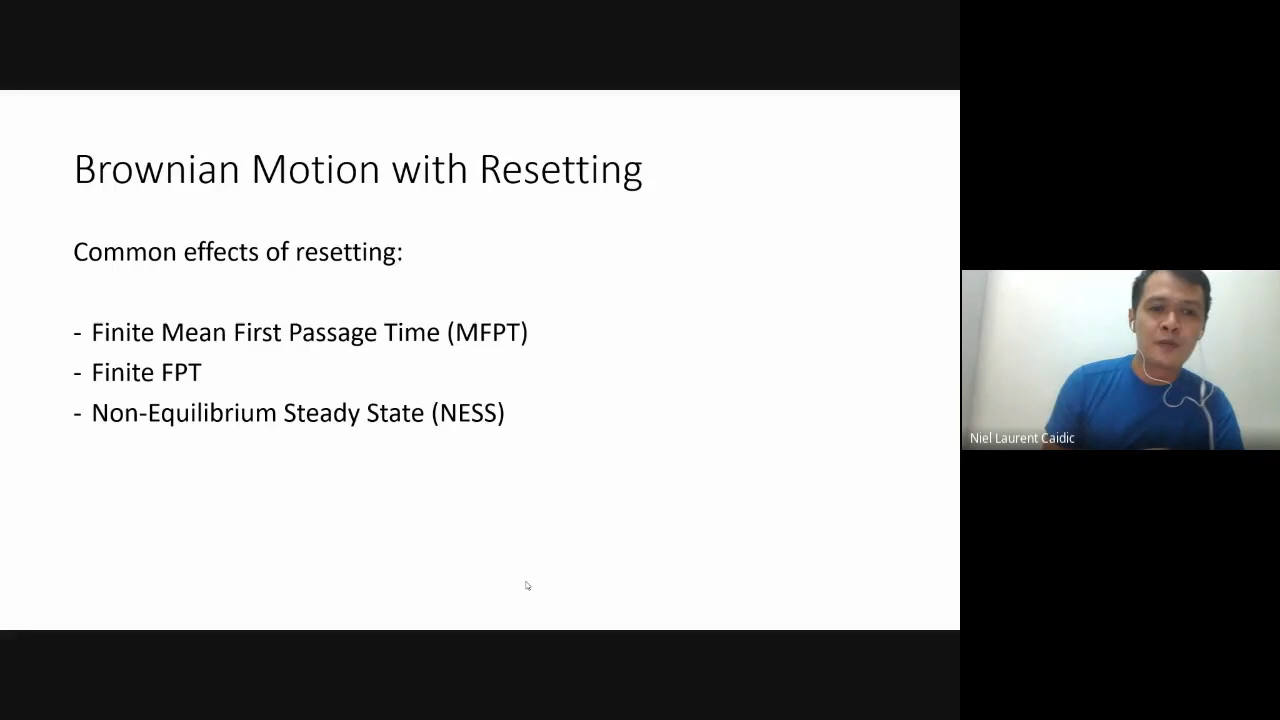 Brownian Motion with Resetting
Common effects of resetting:
- Finite Mean First Passage Time (MFPT)
- Finite FPT
- Non-Equilibrium Steady State (NESS)
Niel Laurent Caidic